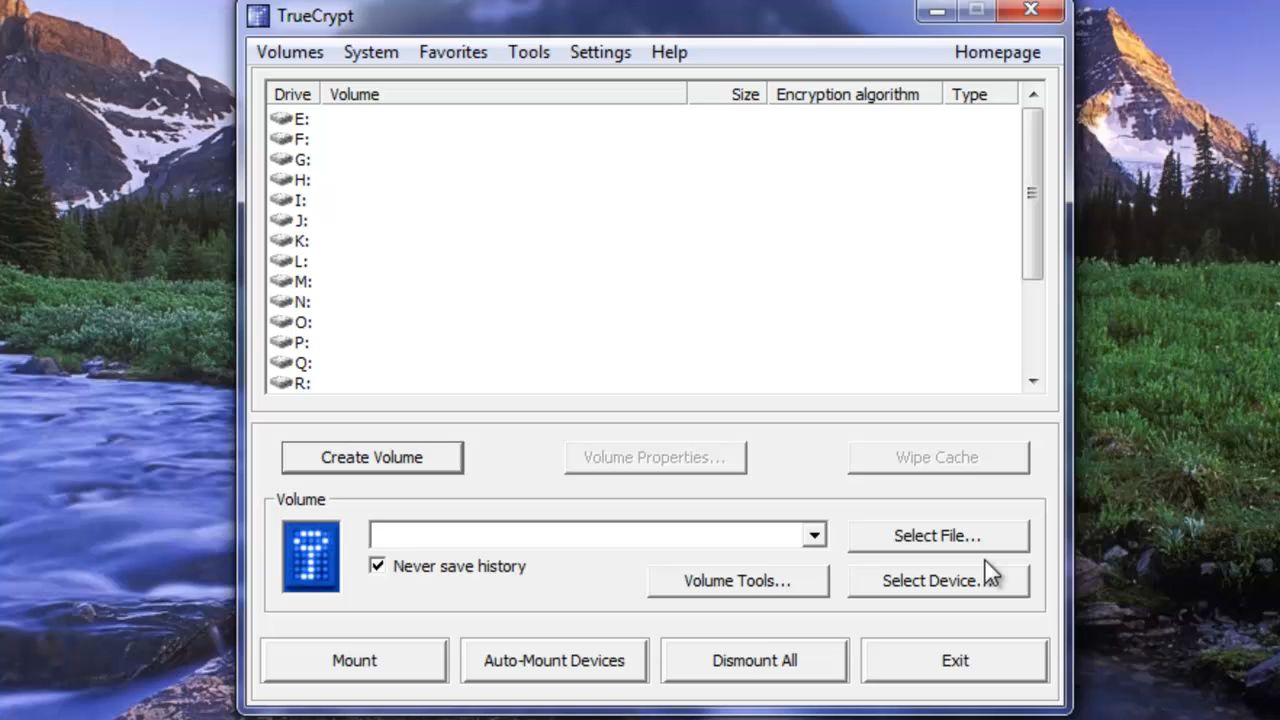 TrueCrypt
Volumes System Favorites Tools Settings Help Homepage
Drive Volume Size Encryption algorithm Type
E:
F:
G:
H:
I:
J:
K:
L:
M:
N:
O:
P:
Q:
R:
Create Volume Volume Properties... Wipe Cache
Volume
Select File...
Never save history
Volume Tools... Select Device...
Mount Auto-Mount Devices Dismount All Exit